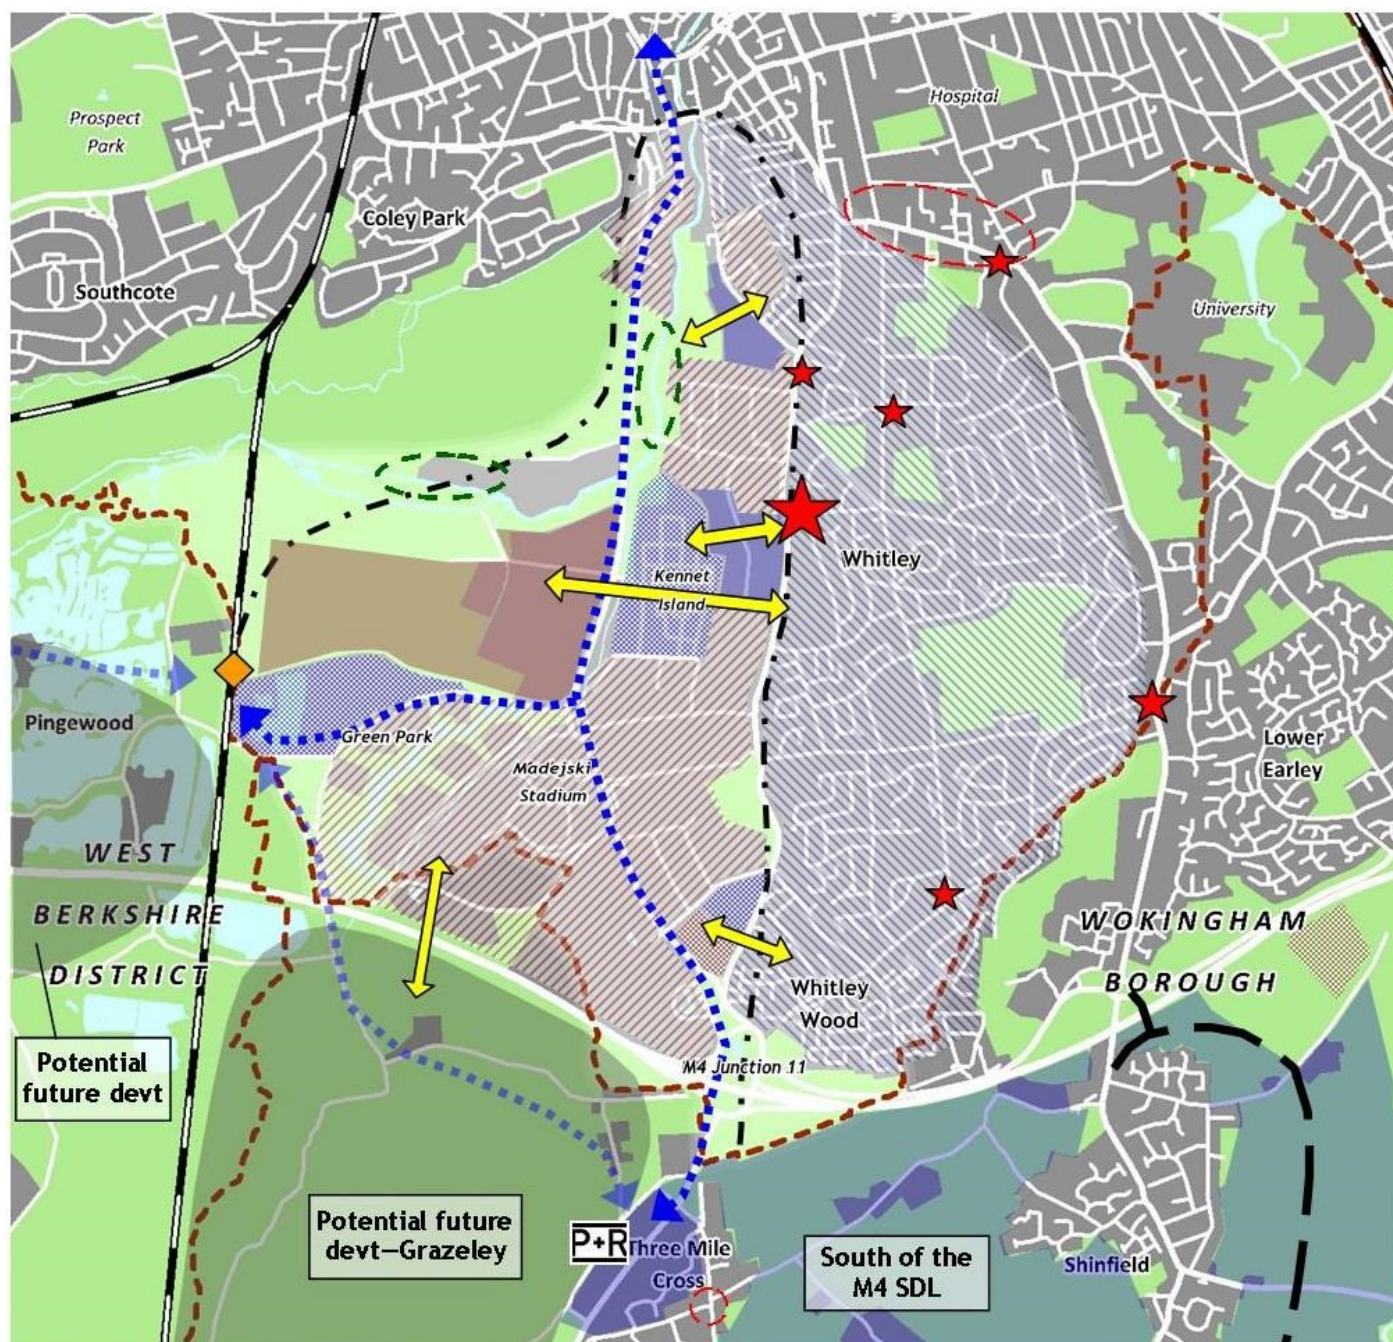 Hospital
Prospect
Park
Coley Park
Southcote
University
Whitley
Kennet
Island
Pingewood
Green Park
Madejski
Stadium
Lower
Earley
WEST
BERKSHIRE
DISTRICT
WOKINGHAM
BOROUGH
Whitley
Wood
Potential
future devt
M4 Junction 11
Potential future
devt—Grazeley
P+R
Three Mile
Cross
South of the
M4 SDL
Shinfield